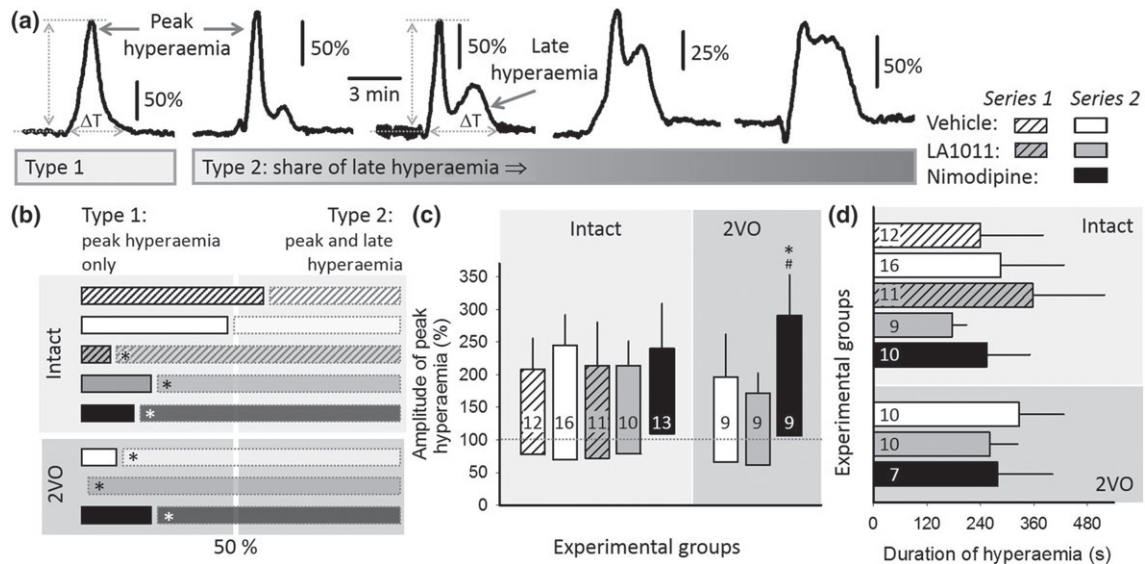 (a)
Peak
hyperaemia
ΔT
50%
50%
3 min
50%
Late
hyperaemia
ΔT
25%
50%
Series 1 Series 2
Vehicle:
LA1011:
Nimodipine:
Type 1
Type 2: share of late hyperaemia ⇒
(b)
Type 1:
peak hyperaemia
only
Type 2:
peak and late
hyperaemia
Intact
*
*
*
2VO
*
*
*
50 %
(c)
Intact
2VO
Amplitude of peak
hyperaemia (%)
350
300
250
200
150
100
50
0
12 16 11 10 13 9 9 9
*
#
Experimental groups
(d)
Intact
Experimental groups
12
16
11
9
10
10
10
7
2VO
0 120 240 360 480
Duration of hyperaemia (s)